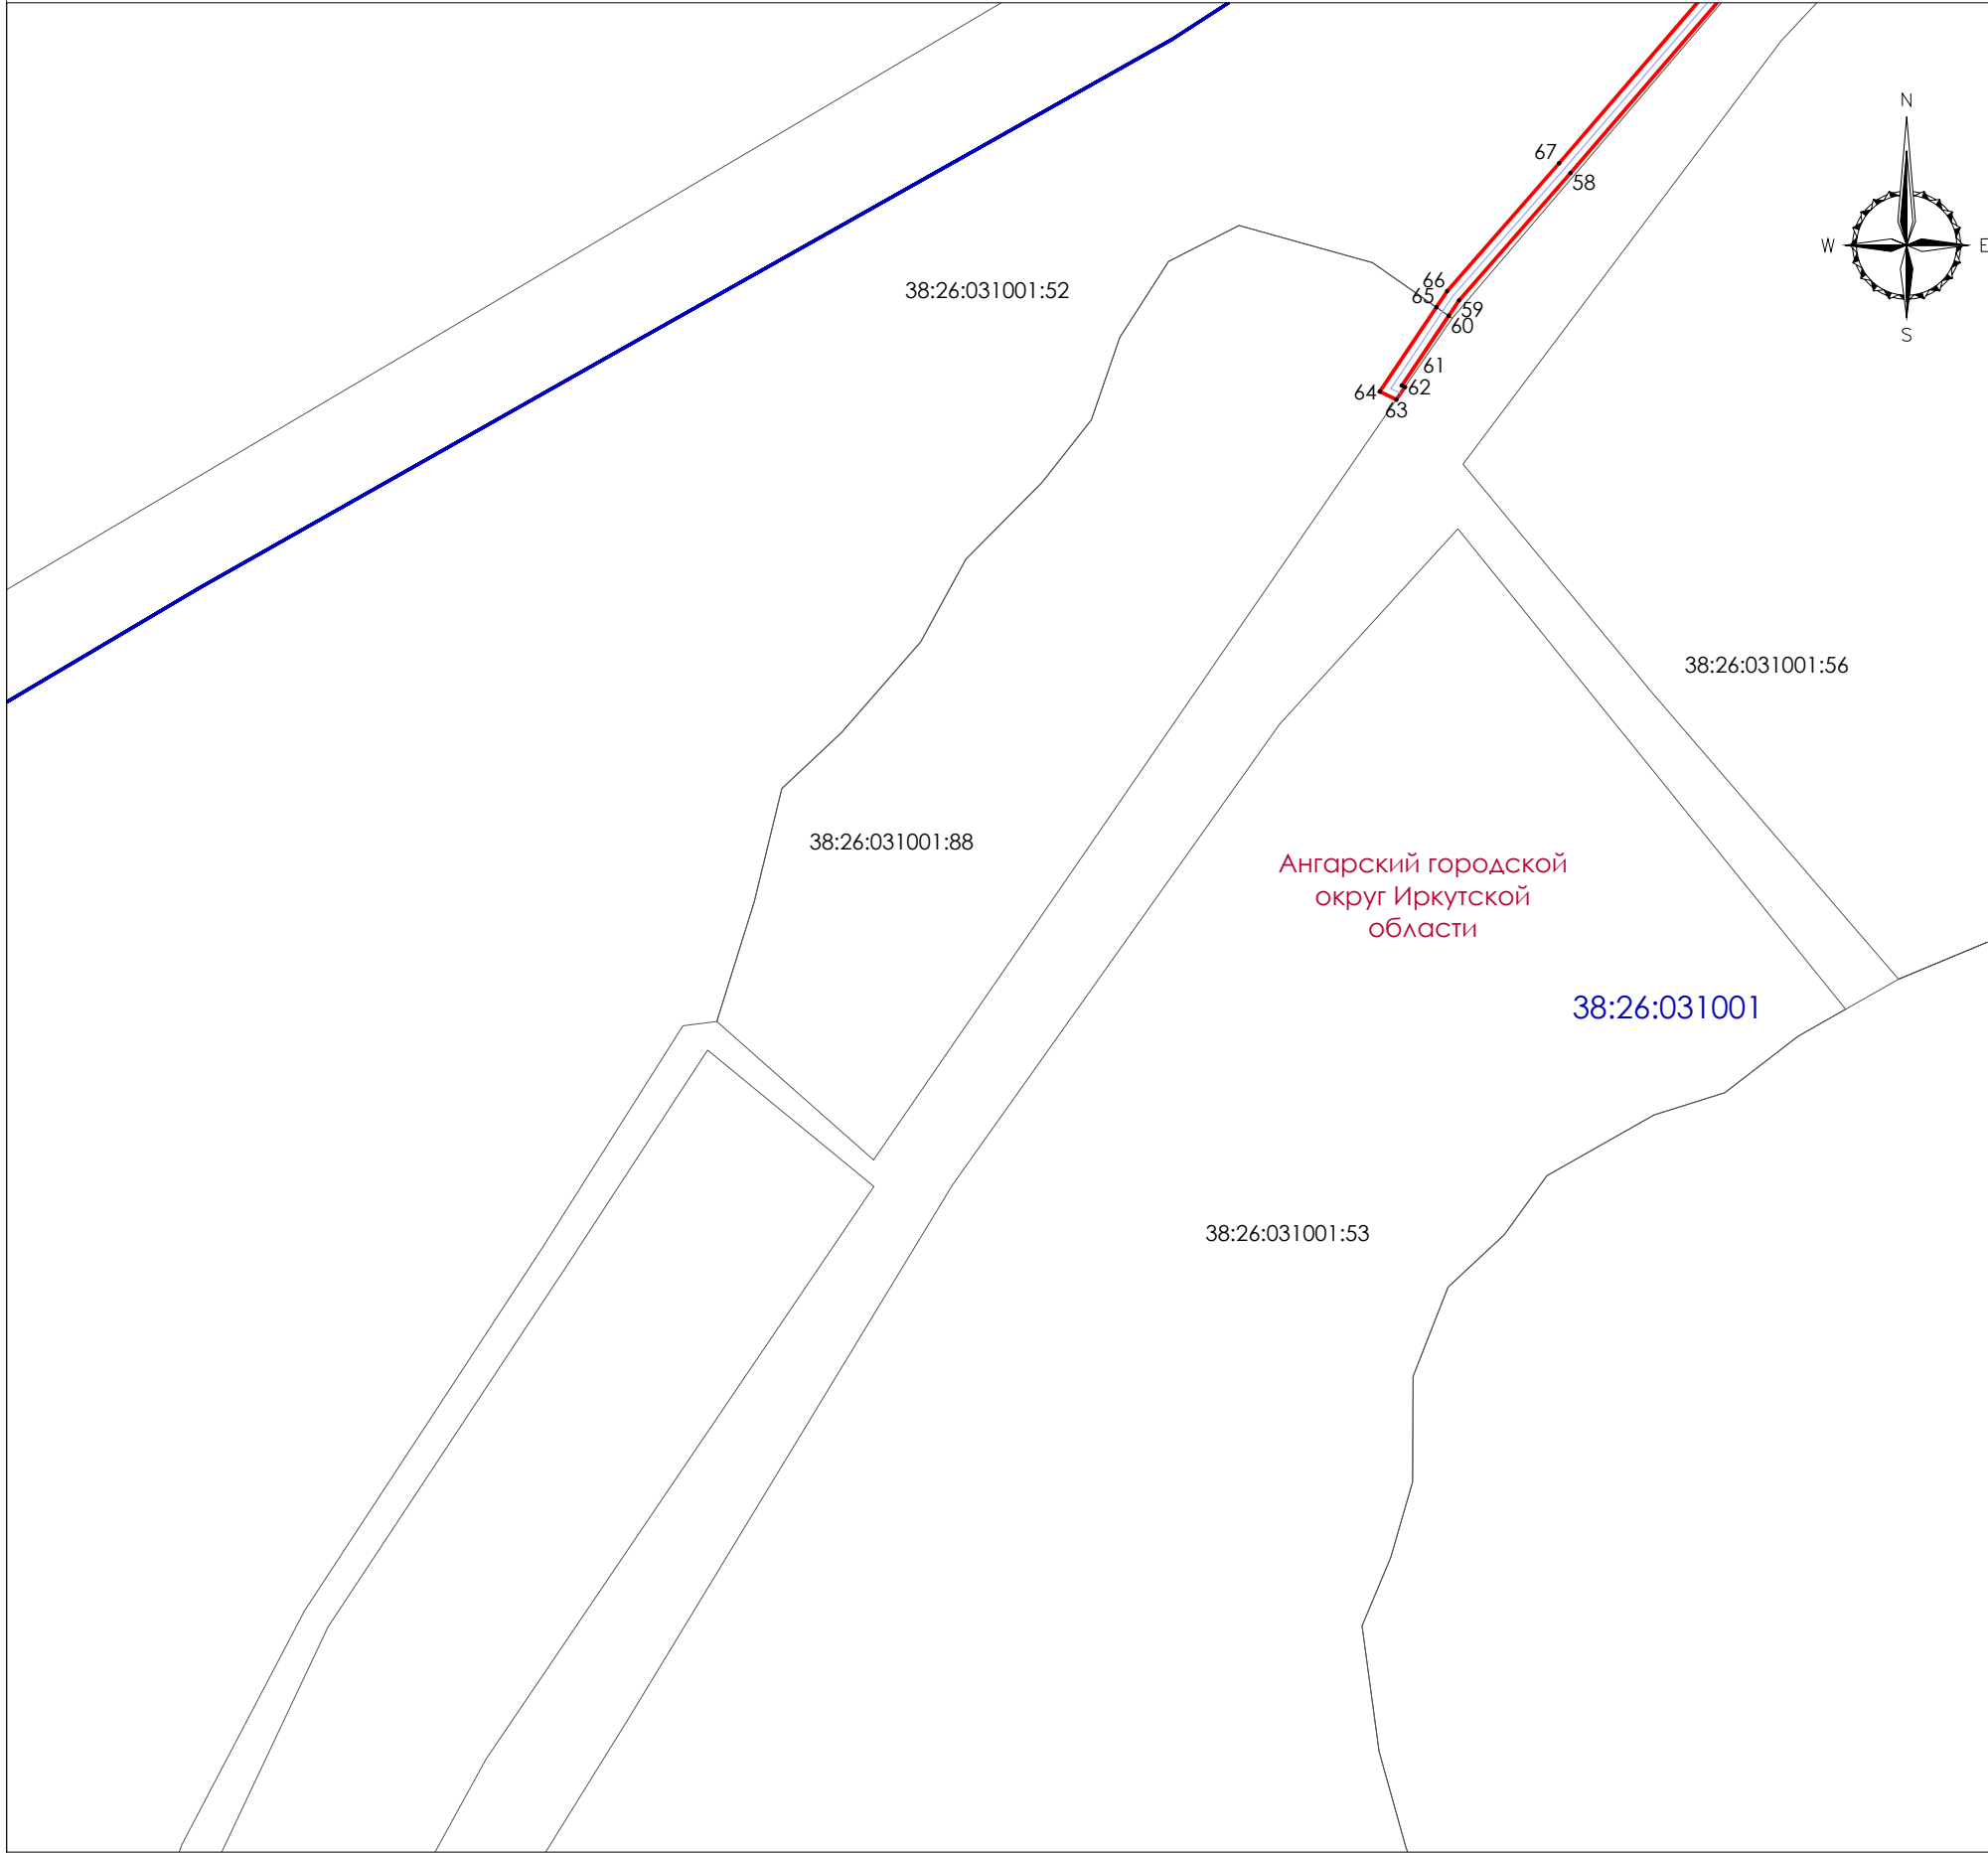 N
67
58
W
E
66
38:26:031001:52
65
59
60
S
61
62
64
63
38:26:031001:56
38:26:031001:88
Ангарский городской
округ Иркутской
области
38:26:031001
38:26:031001:53